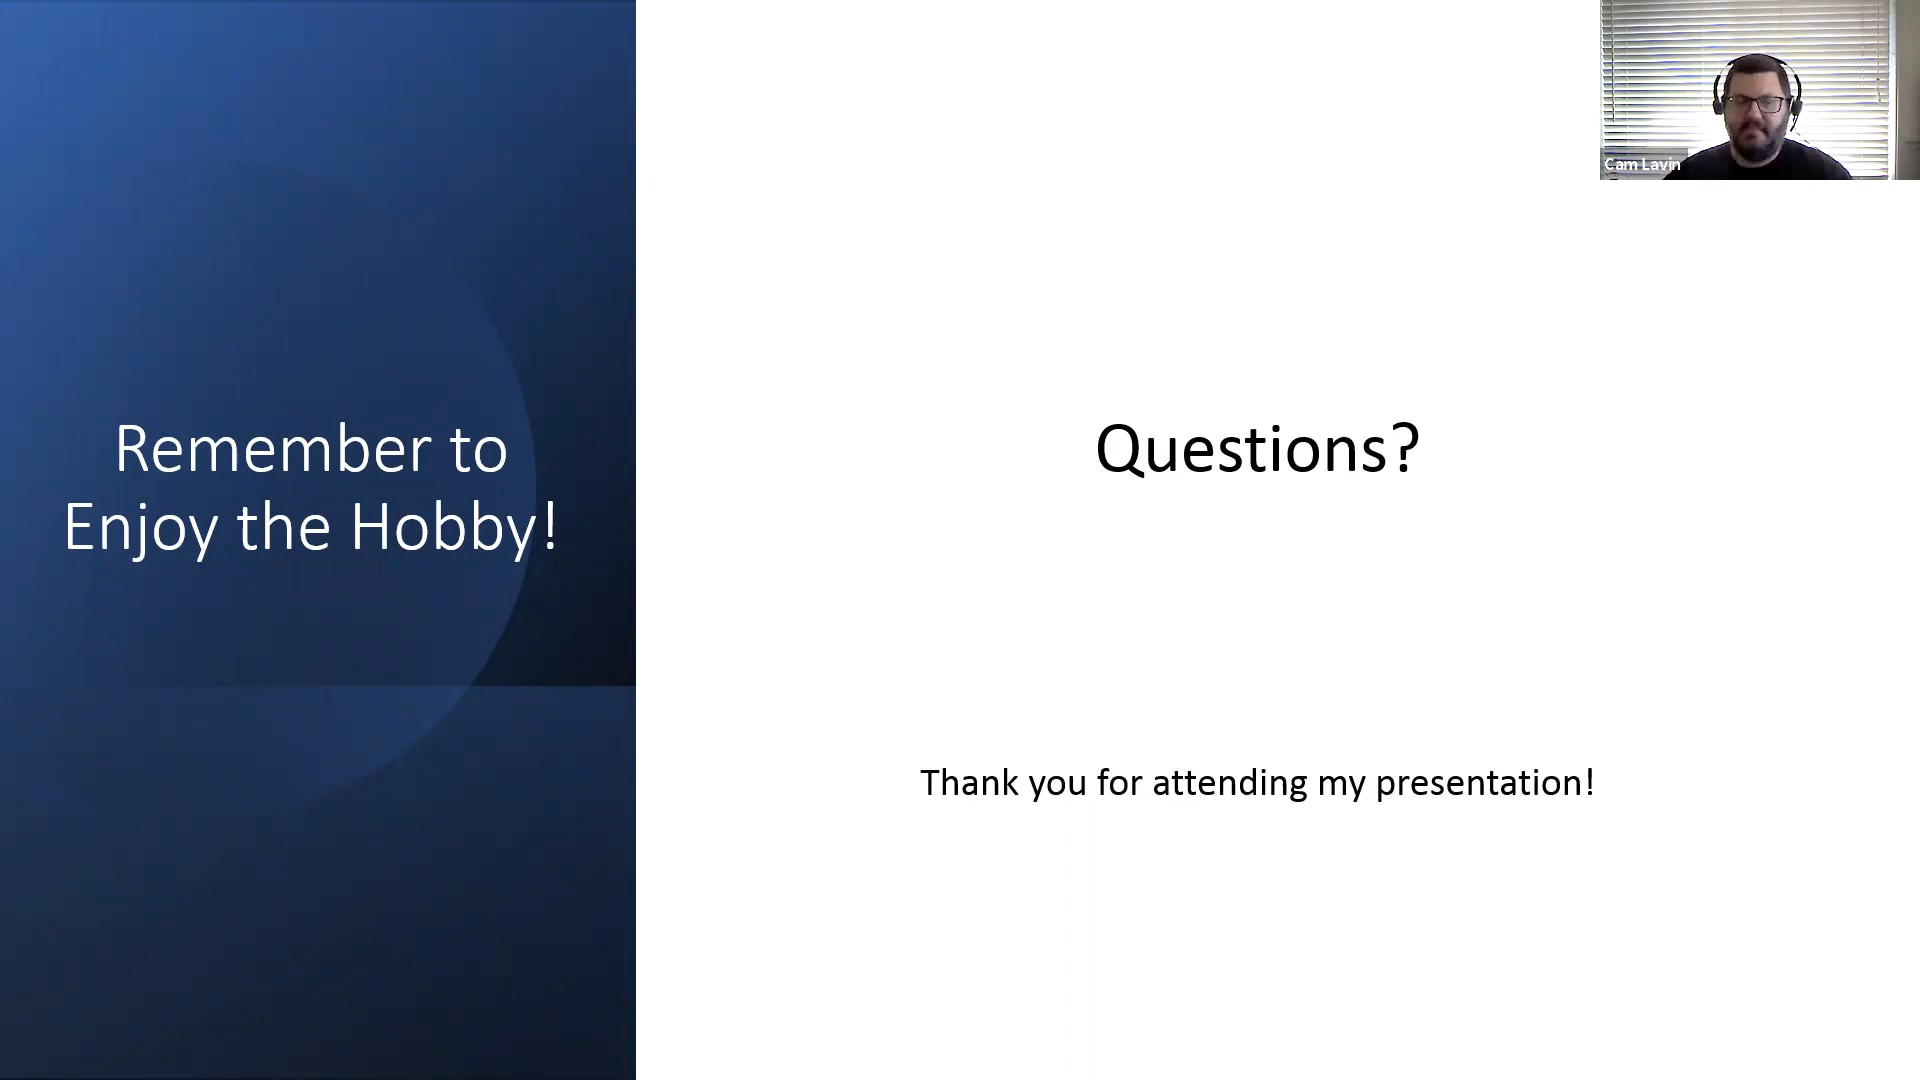 Remember to
Enjoy the Hobby!
Questions?
Thank you for attending my presentation!
Cam Lavin